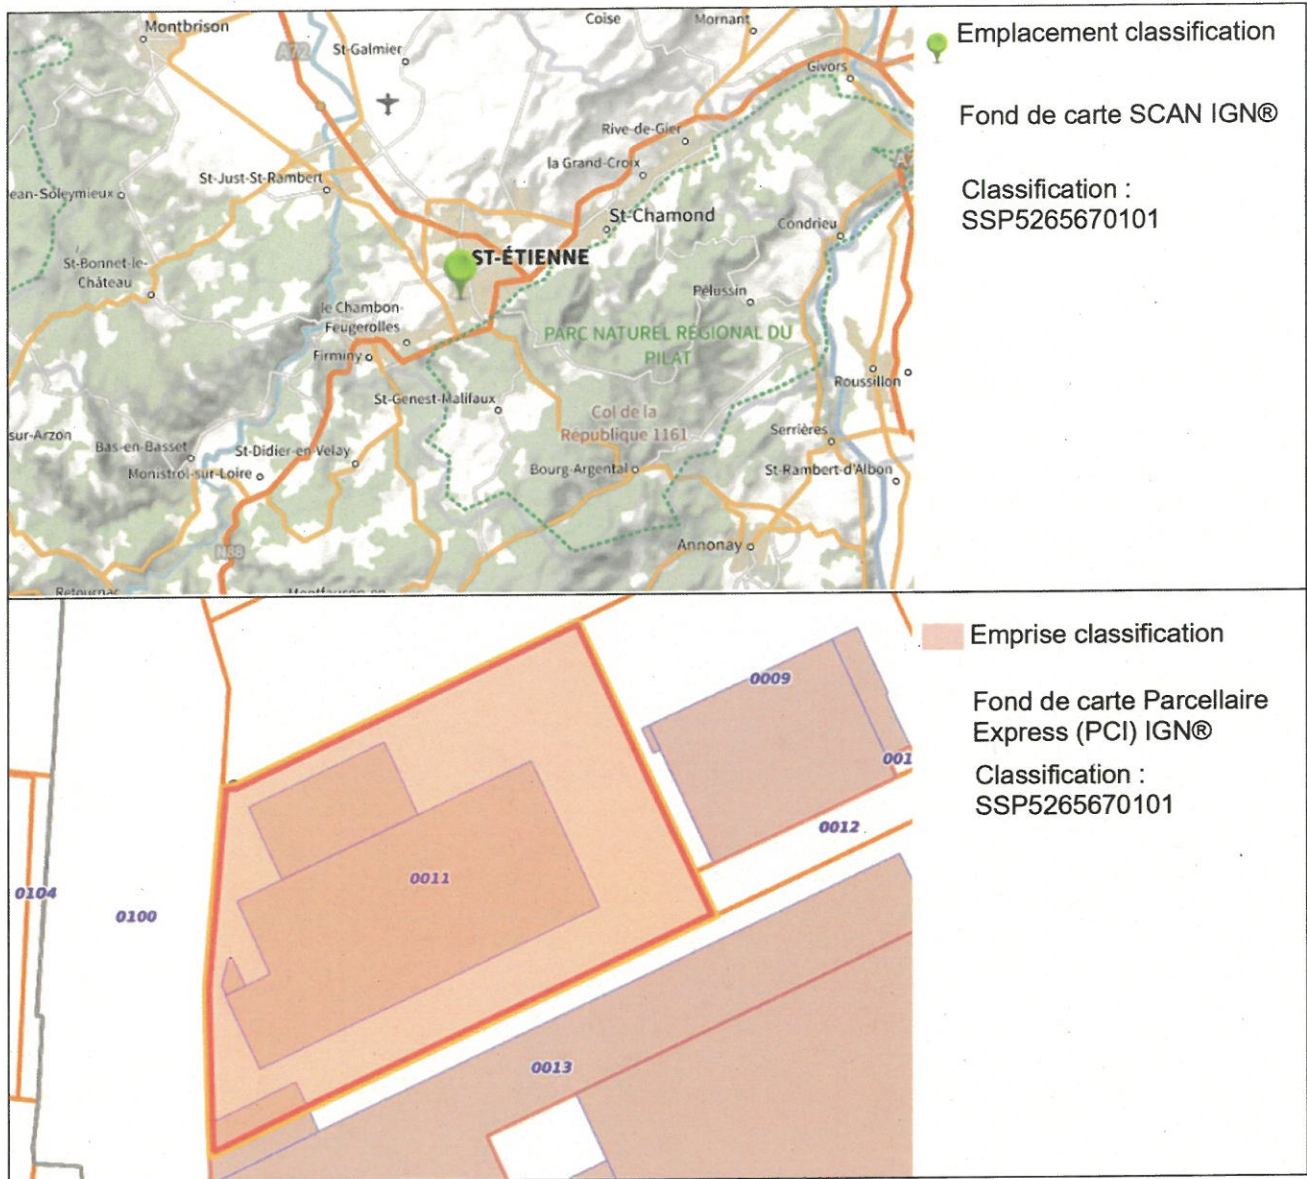 Montbrison
Coise
Mornant
A72
St-Galmier
Givors
Rive-de-Gier
la Grand-Croix
St-Just-St-Rambert
ean-Soleymieux
St-Chamond
Condrieu
ST-ÉTIENNE
St-Bonnet-le-
Château
Pélussin
le Chambon-
Feugerolles
PARC NATUREL RÉGIONAL DU
PILAT
Firminy
Roussillon
St-Genest-Malifaux
Col de la
République 1161
sur-Arzon
Bas-en-Basset
St-Didier-en-Velay
Serrières
Monistrol-sur-Loire
Bourg-Argental
St-Rambert-d'Albon
N88
Annonay
Retournac
Emplacement classification
Fond de carte SCAN IGN®
Classification :
SSP5265670101
0009
001
0012
0011
0104
0100
0013
Emprise classification
Fond de carte Parcellaire
Express (PCI) IGN®
Classification :
SSP5265670101